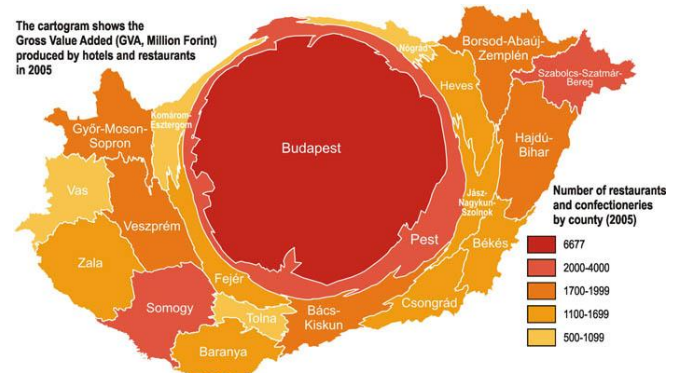 The cartogram shows the
Gross Value Added (GVA, Million Forint)
produced by hotels and restaurants
in 2005
Nógrád
Borsod-Abaúj-
Zemplén
Szabolcs-Szatmár-
Bereg
Heves
Komárom-
Esztergom
Győr-Moson-
Sopron
Hajdú-
Bihar
Budapest
Vas
Jász-
Nagykun-
Szolnok
Veszprém
Pest
Békés
Zala
Fejér
Somogy
Tolna
Bács-
Kiskun
Csongrád
Baranya
Number of restaurants
and confectioneries
by county (2005)
6677
2000-4000
1700-1999
1100-1699
500-1099